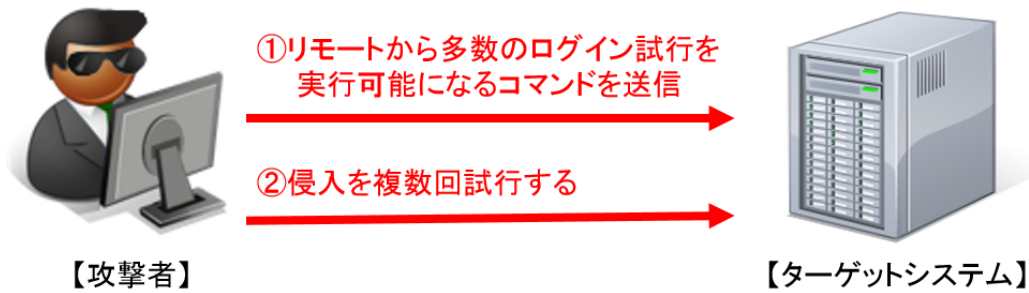 ①リモートから多数のログイン試行を
実行可能になるコマンドを送信
②侵入を複数回試行する
【攻撃者】
【ターゲットシステム】